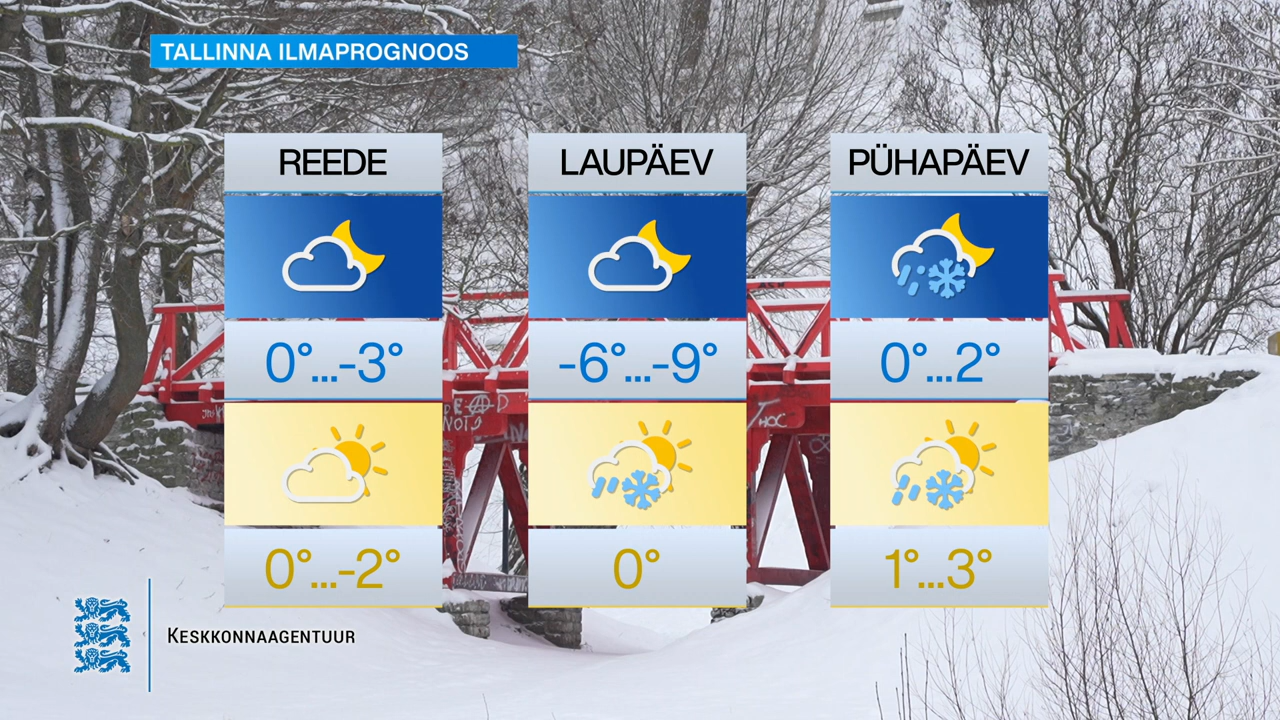 TALLINNA ILMAPROGNOOS
REEDE
0°...-3°
0°...-2°
LAUPÄEV
-6°...-9°
0°
PÜHAPÄEV
0°...2°
1°...3°
KESKKONNAAGENTUUR